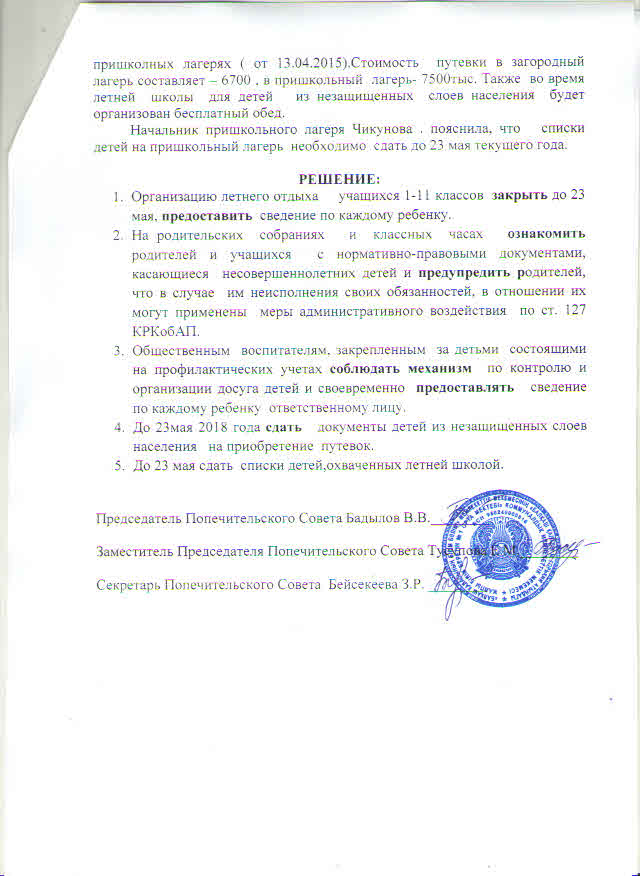 пришколных лагерях ( от 13.04.2015).Стоимость путевки в загородный
лагерь составляет – 6700 , в пришкольный лагерь- 7500тыс. Также во время
летней школы для детей из незащищенных слоев населения будет
организован бесплатный обед.
Начальник пришкольного лагеря Чикунова . пояснила, что списки
детей на пришкольный лагерь необходимо сдать до 23 мая текущего года.
РЕШЕНИЕ:
1. Организацию летнего отдыха учащихся 1-11 классов закрыть до 23
мая, предоставить сведение по каждому ребенку.
2. На родительских собраниях и классных часах ознакомить
родителей и учащихся с нормативно-правовыми документами,
касающиеся несовершеннолетних детей и предупредить родителей,
что в случае им неисполнения своих обязанностей, в отношении их
могут применены меры административного воздействия по ст. 127
КРКобАП.
3. Общественным воспитателям, закрепленным за детьми состоящими
на профилактических учетах соблюдать механизм по контролю и
организации досуга детей и своевременно предоставлять сведение
по каждому ребенку ответственному лицу.
4. До 23мая 2018 года сдать документы детей из незащищенных слоев
населения на приобретение путевок.
5. До 23 мая сдать списки детей,охваченных летней школой.
Председатель Попечительского Совета Бадылов В.В.
Заместитель Председателя Попечительского Совета
Секретарь Попечительского Совета Бейсекеева З.Р.